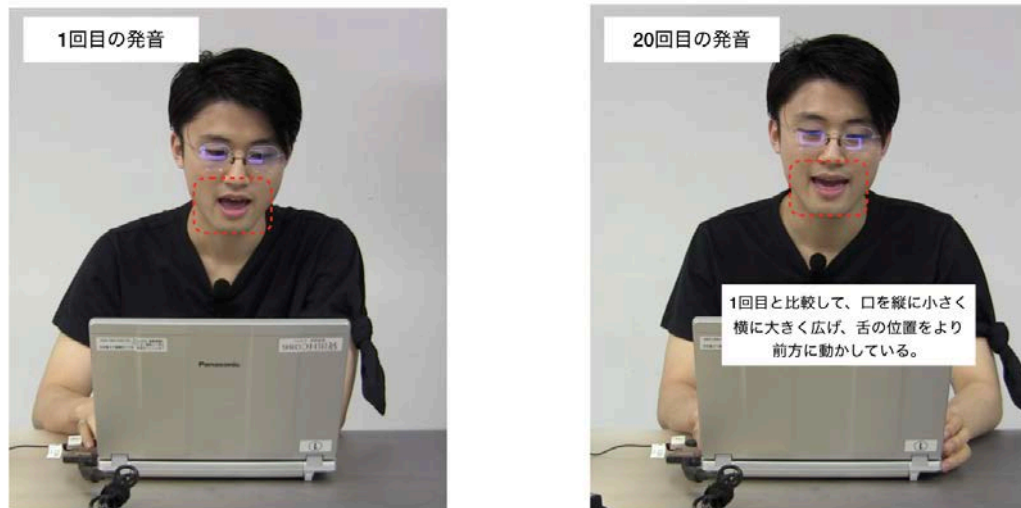 1回目の発音
20回目の発音
1回目と比較して、口を縦に小さく
横に大きく広げ、舌の位置をより
前方に動かしている。
Panasonic